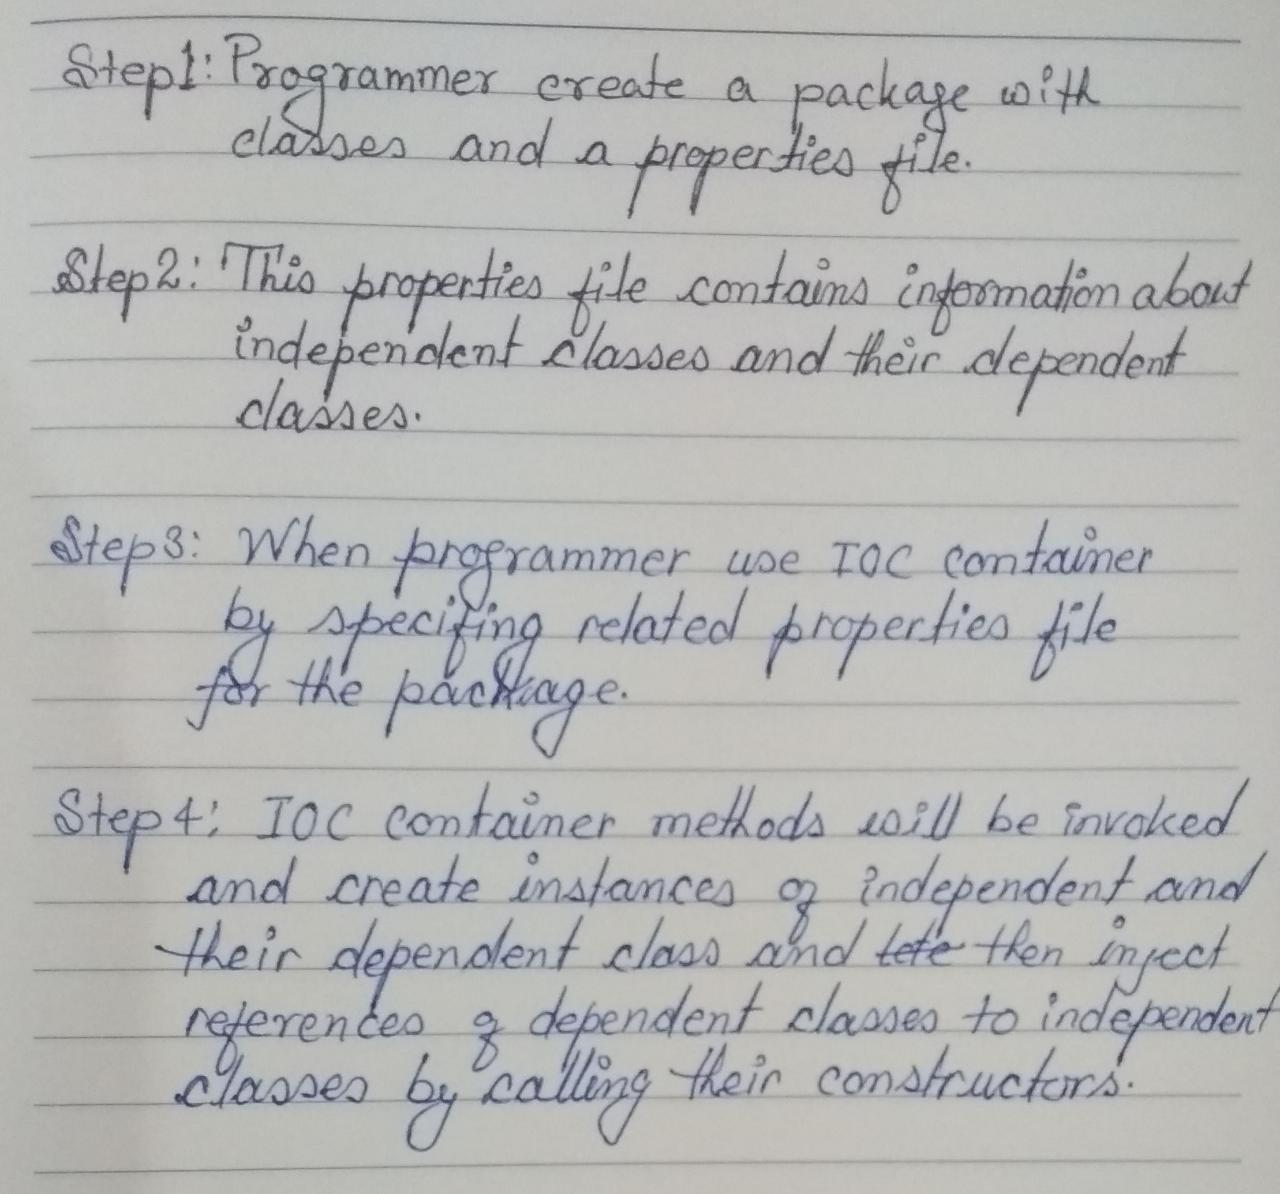 Step1: Programmer create a package with
classes and a properties file.
Step2: This properties file contains information about
independent classes and their dependent
classes.
Step3: When programmer use IOC container
by specifing related properties file
for the package.
Step4: IOC container methods will be invoked
and create instances of independent and
their dependent class and then inject
references of dependent classes to independent
classes by calling their constructors.